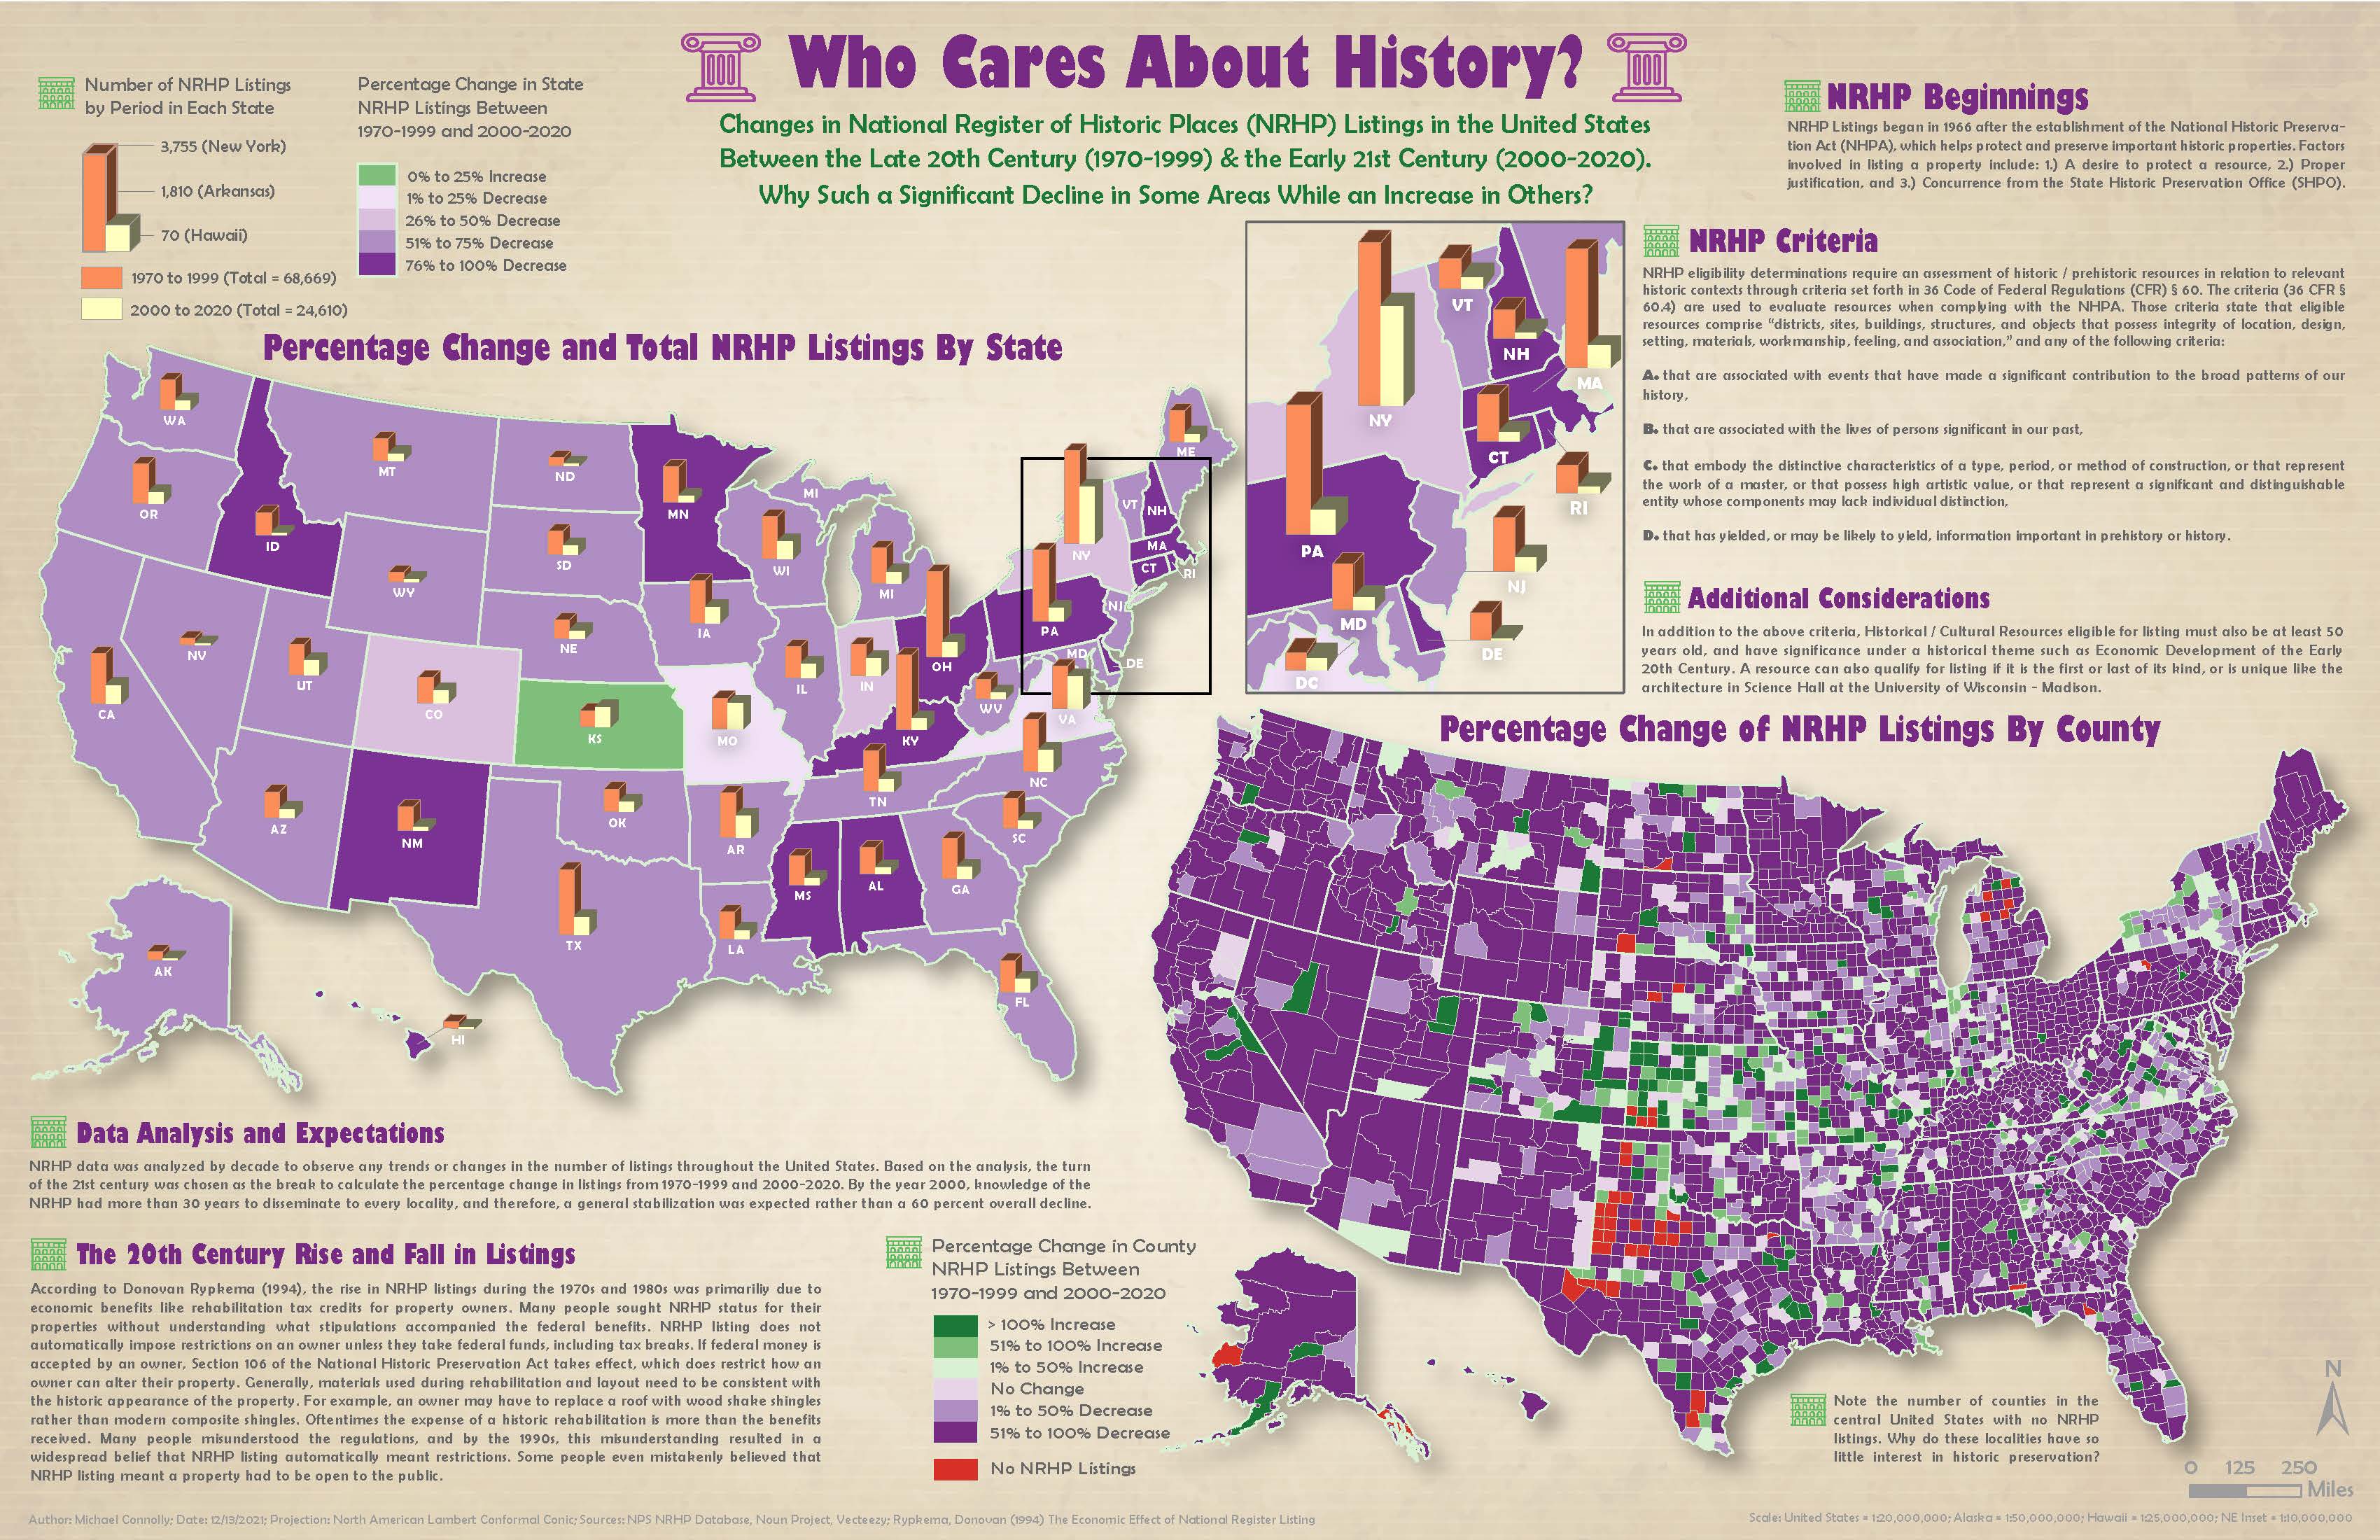 Who Cares About History?
Changes in National Register of Historic Places (NRHP) Listings in the United States
Between the Late 20th Century (1970-1999) & the Early 21st Century (2000-2020).
Why Such a Significant Decline in Some Areas While an Increase in Others?
Number of NRHP Listings
by Period in Each State
3,755 (New York)
1,810 (Arkansas)
70 (Hawaii)
1970 to 1999 (Total = 68,669)
2000 to 2020 (Total = 24,610)
Percentage Change in State
NRHP Listings Between
1970-1999 and 2000-2020
0% to 25% Increase
1% to 25% Decrease
26% to 50% Decrease
51% to 75% Decrease
76% to 100% Decrease
NRHP Beginnings
NRHP Listings began in 1966 after the establishment of the National Historic Preserva-
tion Act (NHPA), which helps protect and preserve important historic properties. Factors
involved in listing a property include: 1.) A desire to protect a resource, 2.) Proper
justification, and 3.) Concurrence from the State Historic Preservation Office (SHPO).
NRHP Criteria
NRHP eligibility determinations require an assessment of historic / prehistoric resources in relation to relevant
historic contexts through criteria set forth in 36 Code of Federal Regulations (CFR) § 60. The criteria (36 CFR §
60.4) are used to evaluate resources when complying with the NHPA. Those criteria state that eligible
resources comprise “districts, sites, buildings, structures, and objects that possess integrity of location, design,
setting, materials, workmanship, feeling, and association,” and any of the following criteria:
A. that are associated with events that have made a significant contribution to the broad patterns of our
history,
B. that are associated with the lives of persons significant in our past,
C. that embody the distinctive characteristics of a type, period, or method of construction, or that represent
the work of a master, or that possess high artistic value, or that represent a significant and distinguishable
entity whose components may lack individual distinction,
D. that has yielded, or may be likely to yield, information important in prehistory or history.
Additional Considerations
In addition to the above criteria, Historical / Cultural Resources eligible for listing must also be at least 50
years old, and have significance under a historical theme such as Economic Development of the Early
20th Century. A resource can also qualify for listing if it is the first or last of its kind, or is unique like the
architecture in Science Hall at the University of Wisconsin - Madison.
Percentage Change and Total NRHP Listings By State
WA
OR
ID
MT
ND
MN
WI
MI
MI
ME
VT
NH
NY
MA
CT
RI
PA
NJ
MD
DE
SD
WY
NE
IA
IL
IN
OH
WV
VA
KY
CA
NV
UT
CO
KS
MO
NC
TN
SC
AZ
NM
OK
AR
MS
AL
GA
TX
LA
FL
AK
HI
VT
NH
MA
NY
CT
RI
PA
NJ
MD
DE
DC
Percentage Change of NRHP Listings By County
Data Analysis and Expectations
NRHP data was analyzed by decade to observe any trends or changes in the number of listings throughout the United States. Based on the analysis, the turn
of the 21st century was chosen as the break to calculate the percentage change in listings from 1970-1999 and 2000-2020. By the year 2000, knowledge of the
NRHP had more than 30 years to disseminate to every locality, and therefore, a general stabilization was expected rather than a 60 percent overall decline.
The 20th Century Rise and Fall in Listings
According to Donovan Rypkema (1994), the rise in NRHP listings during the 1970s and 1980s was primariliy due to
economic benefits like rehabilitation tax credits for property owners. Many people sought NRHP status for their
properties without understanding what stipulations accompanied the federal benefits. NRHP listing does not
automatically impose restrictions on an owner unless they take federal funds, including tax breaks. If federal money is
accepted by an owner, Section 106 of the National Historic Preservation Act takes effect, which does restrict how an
owner can alter their property. Generally, materials used during rehabilitation and layout need to be consistent with
the historic appearance of the property. For example, an owner may have to replace a roof with wood shake shingles
rather than modern composite shingles. Oftentimes the expense of a historic rehabilitation is more than the benefits
received. Many people misunderstood the regulations, and by the 1990s, this misunderstanding resulted in a
widespread belief that NRHP listing automatically meant restrictions. Some people even mistakenly believed that
NRHP listing meant a property had to be open to the public.
Percentage Change in County
NRHP Listings Between
1970-1999 and 2000-2020
> 100% Increase
51% to 100% Increase
1% to 50% Increase
No Change
1% to 50% Decrease
51% to 100% Decrease
No NRHP Listings
Note the number of counties in the
central United States with no NRHP
listings. Why do these localities have so
little interest in historic preservation?
N
0 125 250
Miles
Author: Michael Connolly; Date: 12/13/2021; Projection: North American Lambert Conformal Conic; Sources: NPS NRHP Database, Noun Project, Vecteezy; Rypkema, Donovan (1994) The Economic Effect of National Register Listing
Scale: United States = 1:20,000,000; Alaska = 1:50,000,000; Hawaii = 1:25,000,000; NE Inset = 1:10,000,000